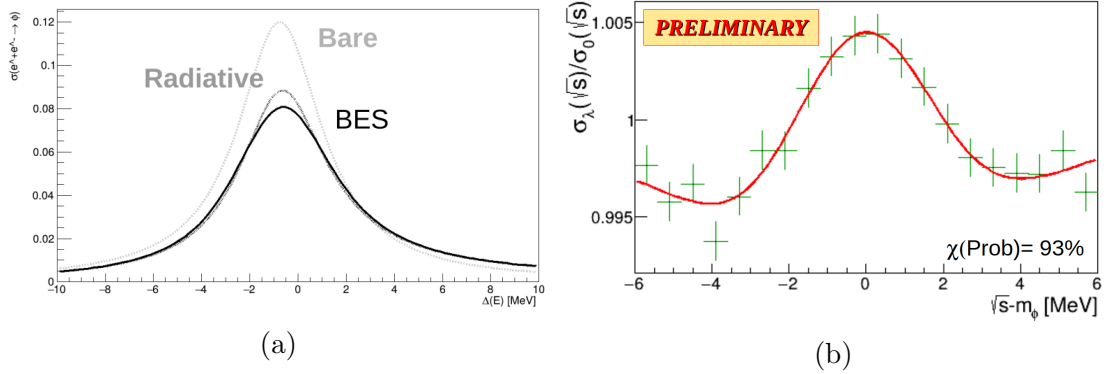 σ(e^+e^-→ φ)
0.12
0.1
0.08
0.06
0.04
0.02
0
−10
−8
−6
−4
−2
0
2
4
6
8
10
Δ(E) [MeV]
Bare
Radiative
BES
(a)
σλ(√s)/σ0(√s)
1.005
1
0.995
−6
−4
−2
0
2
4
6
√s-mϕ [MeV]
PRELIMINARY
χ(Prob)= 93%
(b)